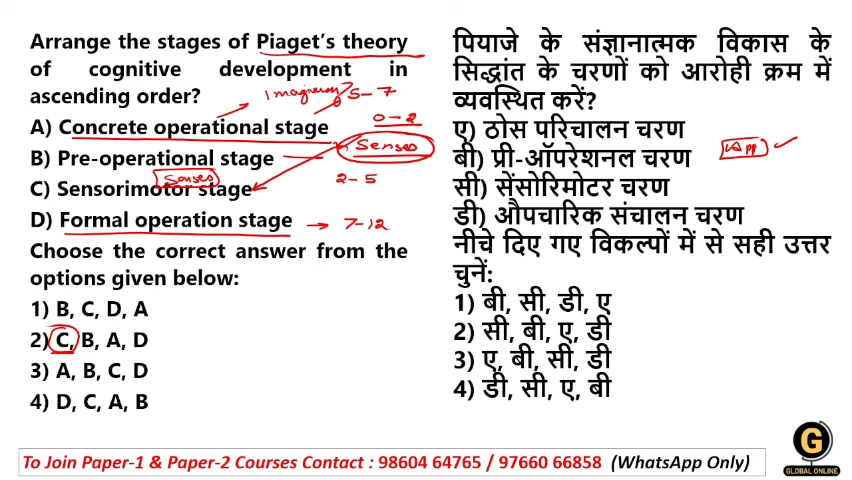 Arrange the stages of Piaget's theory
of cognitive development in
ascending order?
A) Concrete operational stage
B) Pre-operational stage
C) Sensorimotor stage
D) Formal operation stage
Choose the correct answer from the
options given below:
1) B, C, D, A
2) C, B, A, D
3) A, B, C, D
4) D, C, A, B
5-7
0-2
Senses
Senses
2-5
7-12
पियाजे के संज्ञानात्मक विकास के
सिद्धांत के चरणों को आरोही क्रम में
व्यवस्थित करें?
ए) ठोस परिचालन चरण
बी) प्री-ऑपरेशनल चरण
सी) सेंसोरिमोटर चरण
डी) औपचारिक संचालन चरण
नीचे दिए गए विकल्पों में से सही उत्तर
चुनें:
1) बी, सी, डी, ए
2) सी, बी, ए, डी
3) ए, बी, सी, डी
4) डी, सी, ए, बी
To Join Paper-1 & Paper-2 Courses Contact : 98604 64765 / 97660 66858 (WhatsApp Only)
G
GLOBAL ONLINE